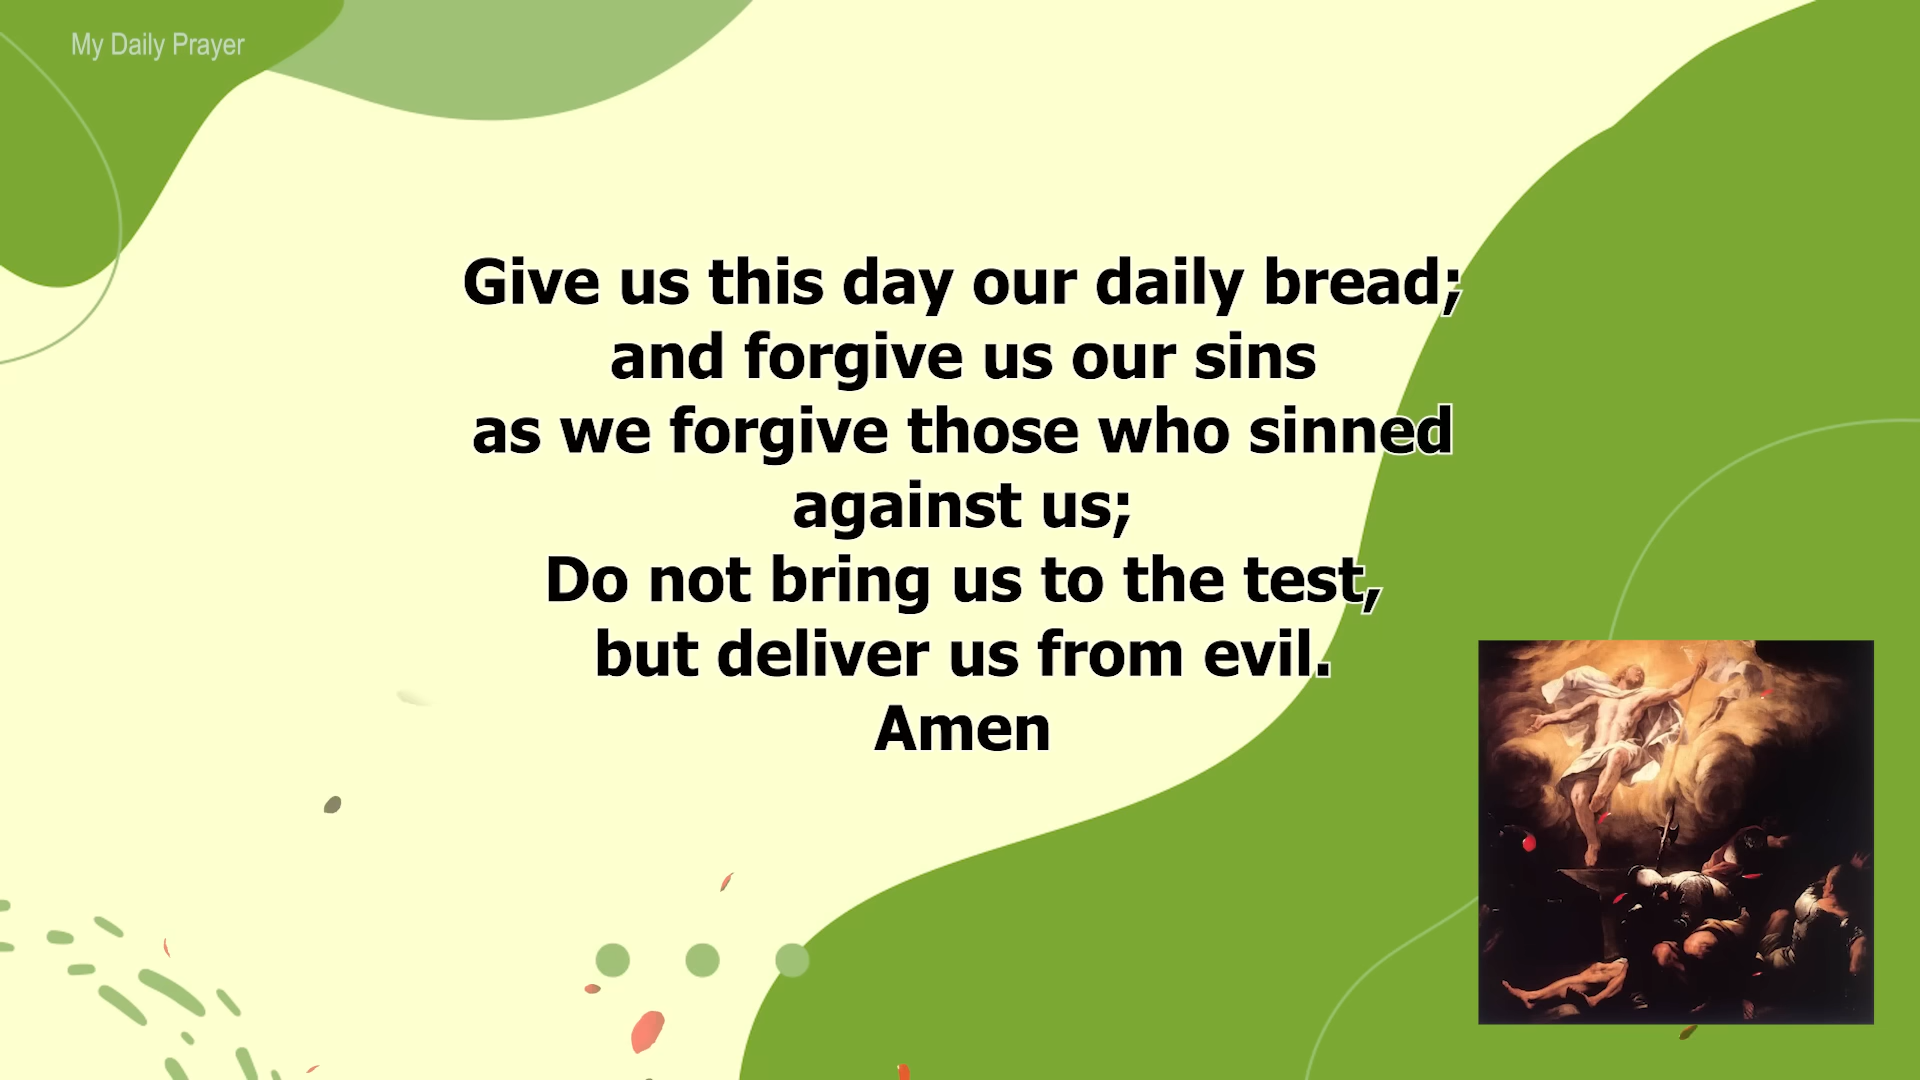 My Daily Prayer
Give us this day our daily bread;
and forgive us our sins
as we forgive those who sinned
against us;
Do not bring us to the test,
but deliver us from evil.
Amen